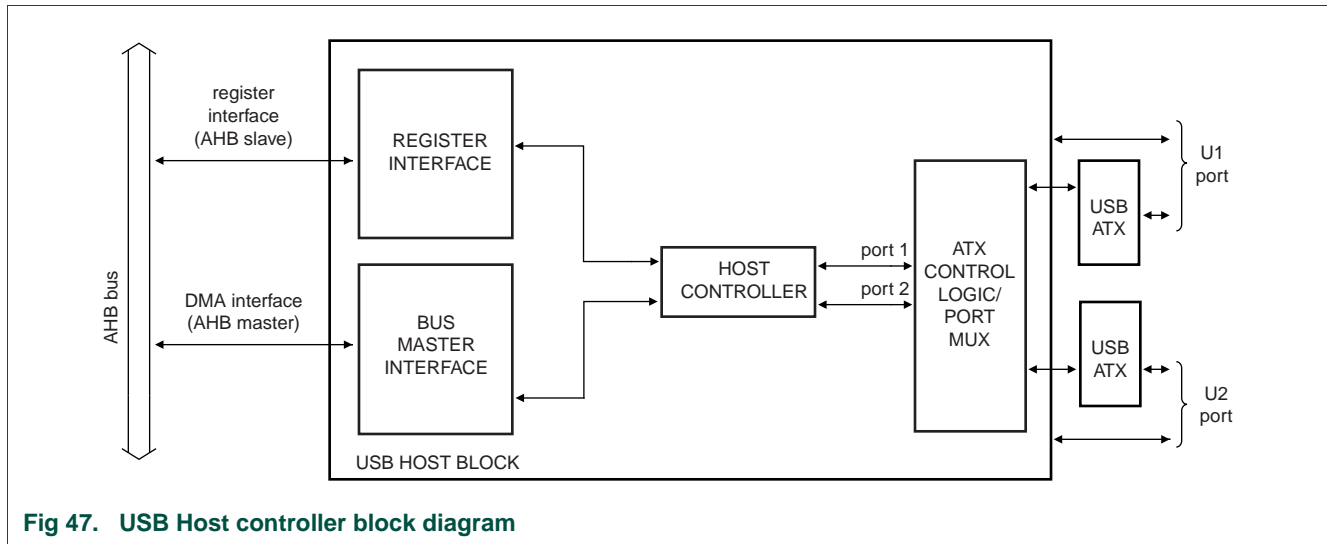 register
interface
(AHB slave)
REGISTER
INTERFACE
U1
port
USB
ATX
ATX
CONTROL
LOGIC/
PORT
MUX
port 1
HOST
CONTROLLER
port 2
AHB bus
DMA interface
(AHB master)
BUS
MASTER
INTERFACE
USB
ATX
U2
port
USB HOST BLOCK
Fig 47. USB Host controller block diagram